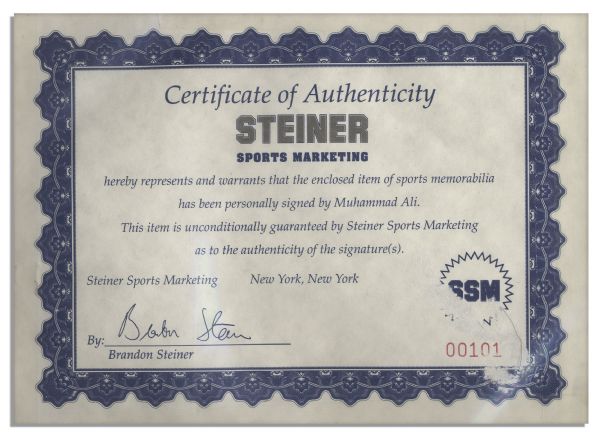 Certificate of Authenticity
STEINER
SPORTS MARKETING
hereby represents and warrants that the enclosed item of sports memorabilia
has been personally signed by Muhammad Ali.
This item is unconditionally guaranteed by Steiner Sports Marketing
as to the authenticity of the signature(s).
Steiner Sports Marketing New York, New York
SSM
By: Brandon Steiner
00101
Brandon Steiner